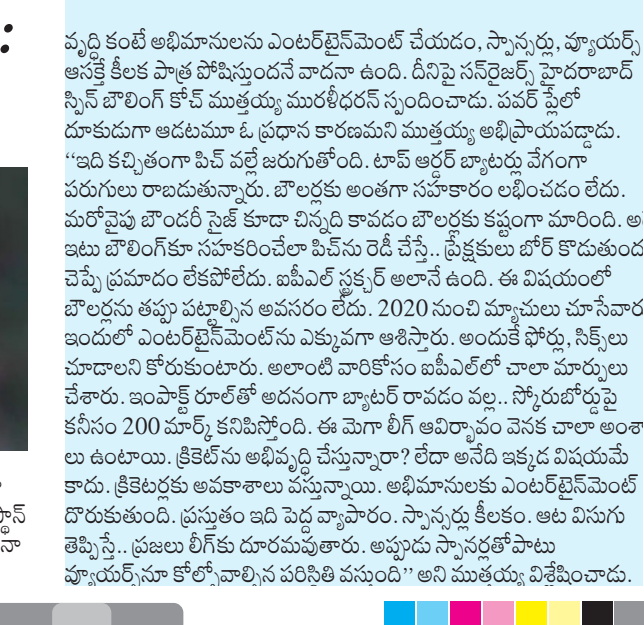 :
వృద్ధి కంటే అభిమానులను ఎంటర్‌టైన్‌మెంట్ చేయడం, స్పాన్సర్లు, వ్యూయర్స్
ఆసక్తే కీలక పాత్ర పోషిస్తుందనే వాదనా ఉంది. దీనిపై సన్‌రైజర్స్ హైదరాబాద్
స్పిన్ బౌలింగ్ కోచ్ ముత్తయ్య మురళీధరన్ స్పందించాడు. పవర్ ప్లేలో
దూకుడుగా ఆడటమూ ఓ ప్రధాన కారణమని ముత్తయ్య అభిప్రాయపడ్డాడు.
‘‘ఇది కచ్చితంగా పిచ్ వల్లే జరుగుతోంది. టాప్ ఆర్డర్ బ్యాటర్లు వేగంగా
పరుగులు రాబడుతున్నారు. బౌలర్లకు అంతగా సహకారం లభించడం లేదు.
మరోవైపు బౌండరీ సైజ్ కూడా చిన్నది కావడం బౌలర్లకు కష్టంగా మారింది.
ఇటు బౌలింగ్‌కూ సహకరించేలా పిచ్‌ను రెడీ చేస్తే.. ప్రేక్షకులు బోర్
చెప్పే ప్రమాదం లేకపోలేదు. ఐపీఎల్ స్ట్రక్చర్ అలానే ఉంది. ఈ విషయంలో
బౌలర్లను తప్పు పట్టాల్సిన అవసరం లేదు. 2020 నుంచి మ్యాచులు
ఇందులో ఎంటర్‌టైన్‌మెంట్‌ను ఎక్కువగా ఆశిస్తారు. అందుకే ఫోర్లు, సిక్స్‌లు
చూడాలని కోరుకుంటారు. అలాంటి వారికోసం ఐపీఎల్‌లో చాలా మార్పులు
చేశారు. ఇంపాక్ట్ రూల్‌తో అదనంగా బ్యాటర్ రావడం వల్ల.. స్కోరుబోర్డుపై
కనీసం 200 మార్క్ కనిపిస్తోంది. ఈ మెగా లీగ్ ఆవిర్భావం వెనక చాలా
లు ఉంటాయి. క్రికెట్‌ను అభివృద్ధి చేస్తున్నారా? లేదా అనేది ఇక్కడ విషయమే
కాదు. క్రికెటర్లకు అవకాశాలు వస్తున్నాయి. అభిమానులకు ఎంటర్‌టైన్‌మెంట్
దొరుకుతుంది. ప్రస్తుతం ఇది పెద్ద వ్యాపారం. స్పాన్సర్లు కీలకం. ఆట విసుగు
తెప్పిస్తే.. ప్రజలు లీగ్‌కు దూరమవుతారు. అప్పుడు స్పానర్లతోపాటు
వ్యూయర్స్‌నూ కోల్పోవాల్సిన పరిస్థితి వస్తుంది’’ అని ముత్తయ్య విశ్లేషించాడు.